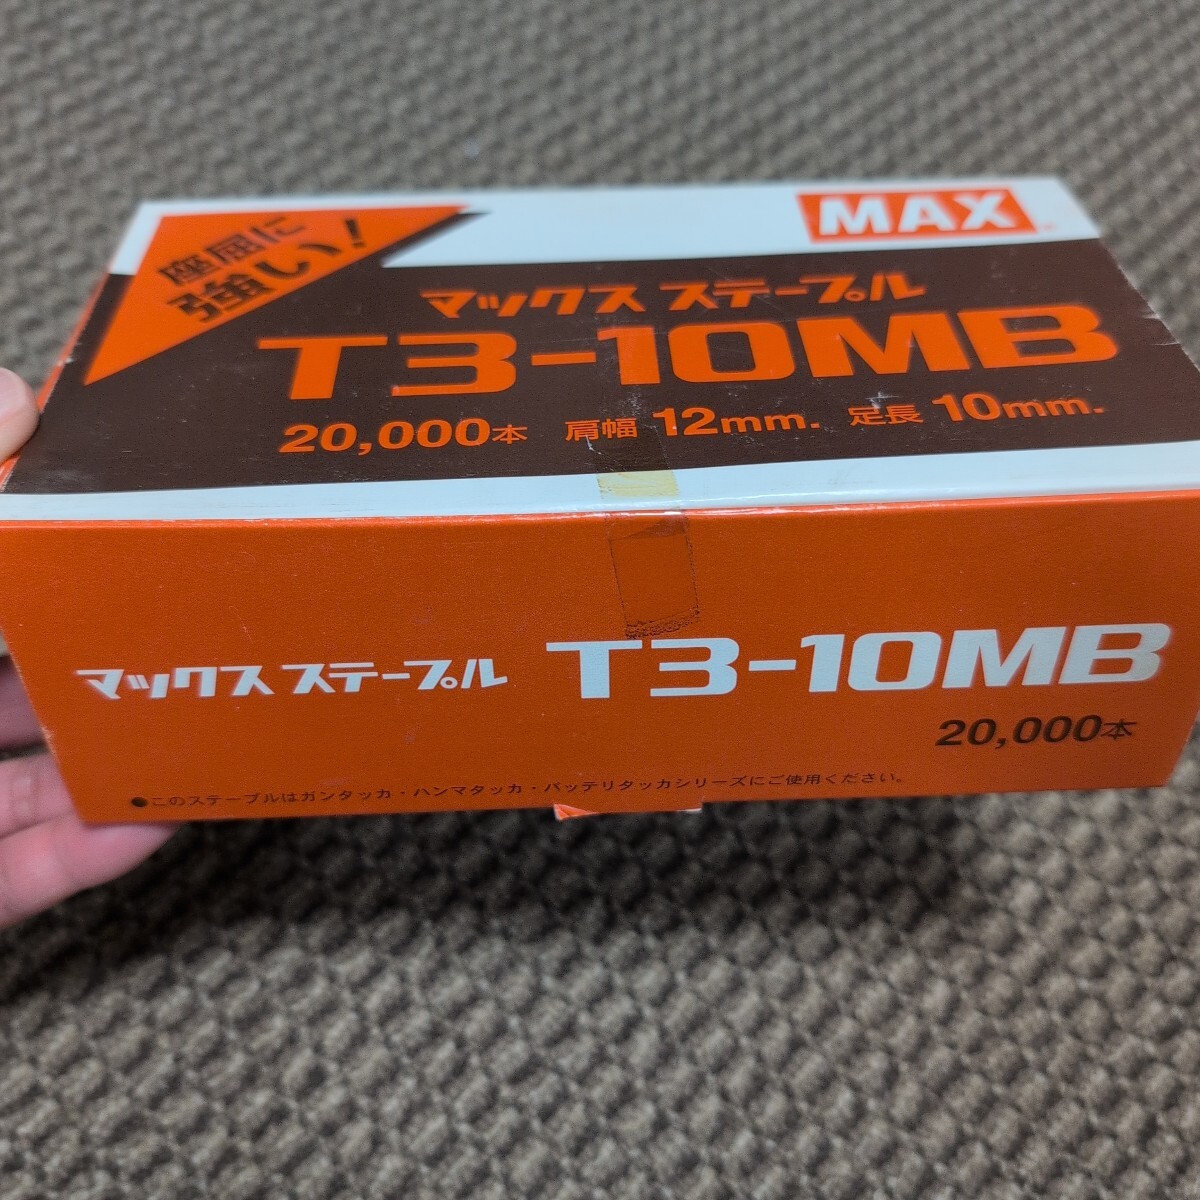 座屈に
強い!
MAX
マックス ステープル
T3-10MB
20,000本 肩幅 12mm. 足長 10mm.
マックス ステープル T3-10MB
20,000本
●このステープルはガンタッカ・ハンマタッカ・バッテリタッカシリーズにご使用ください。